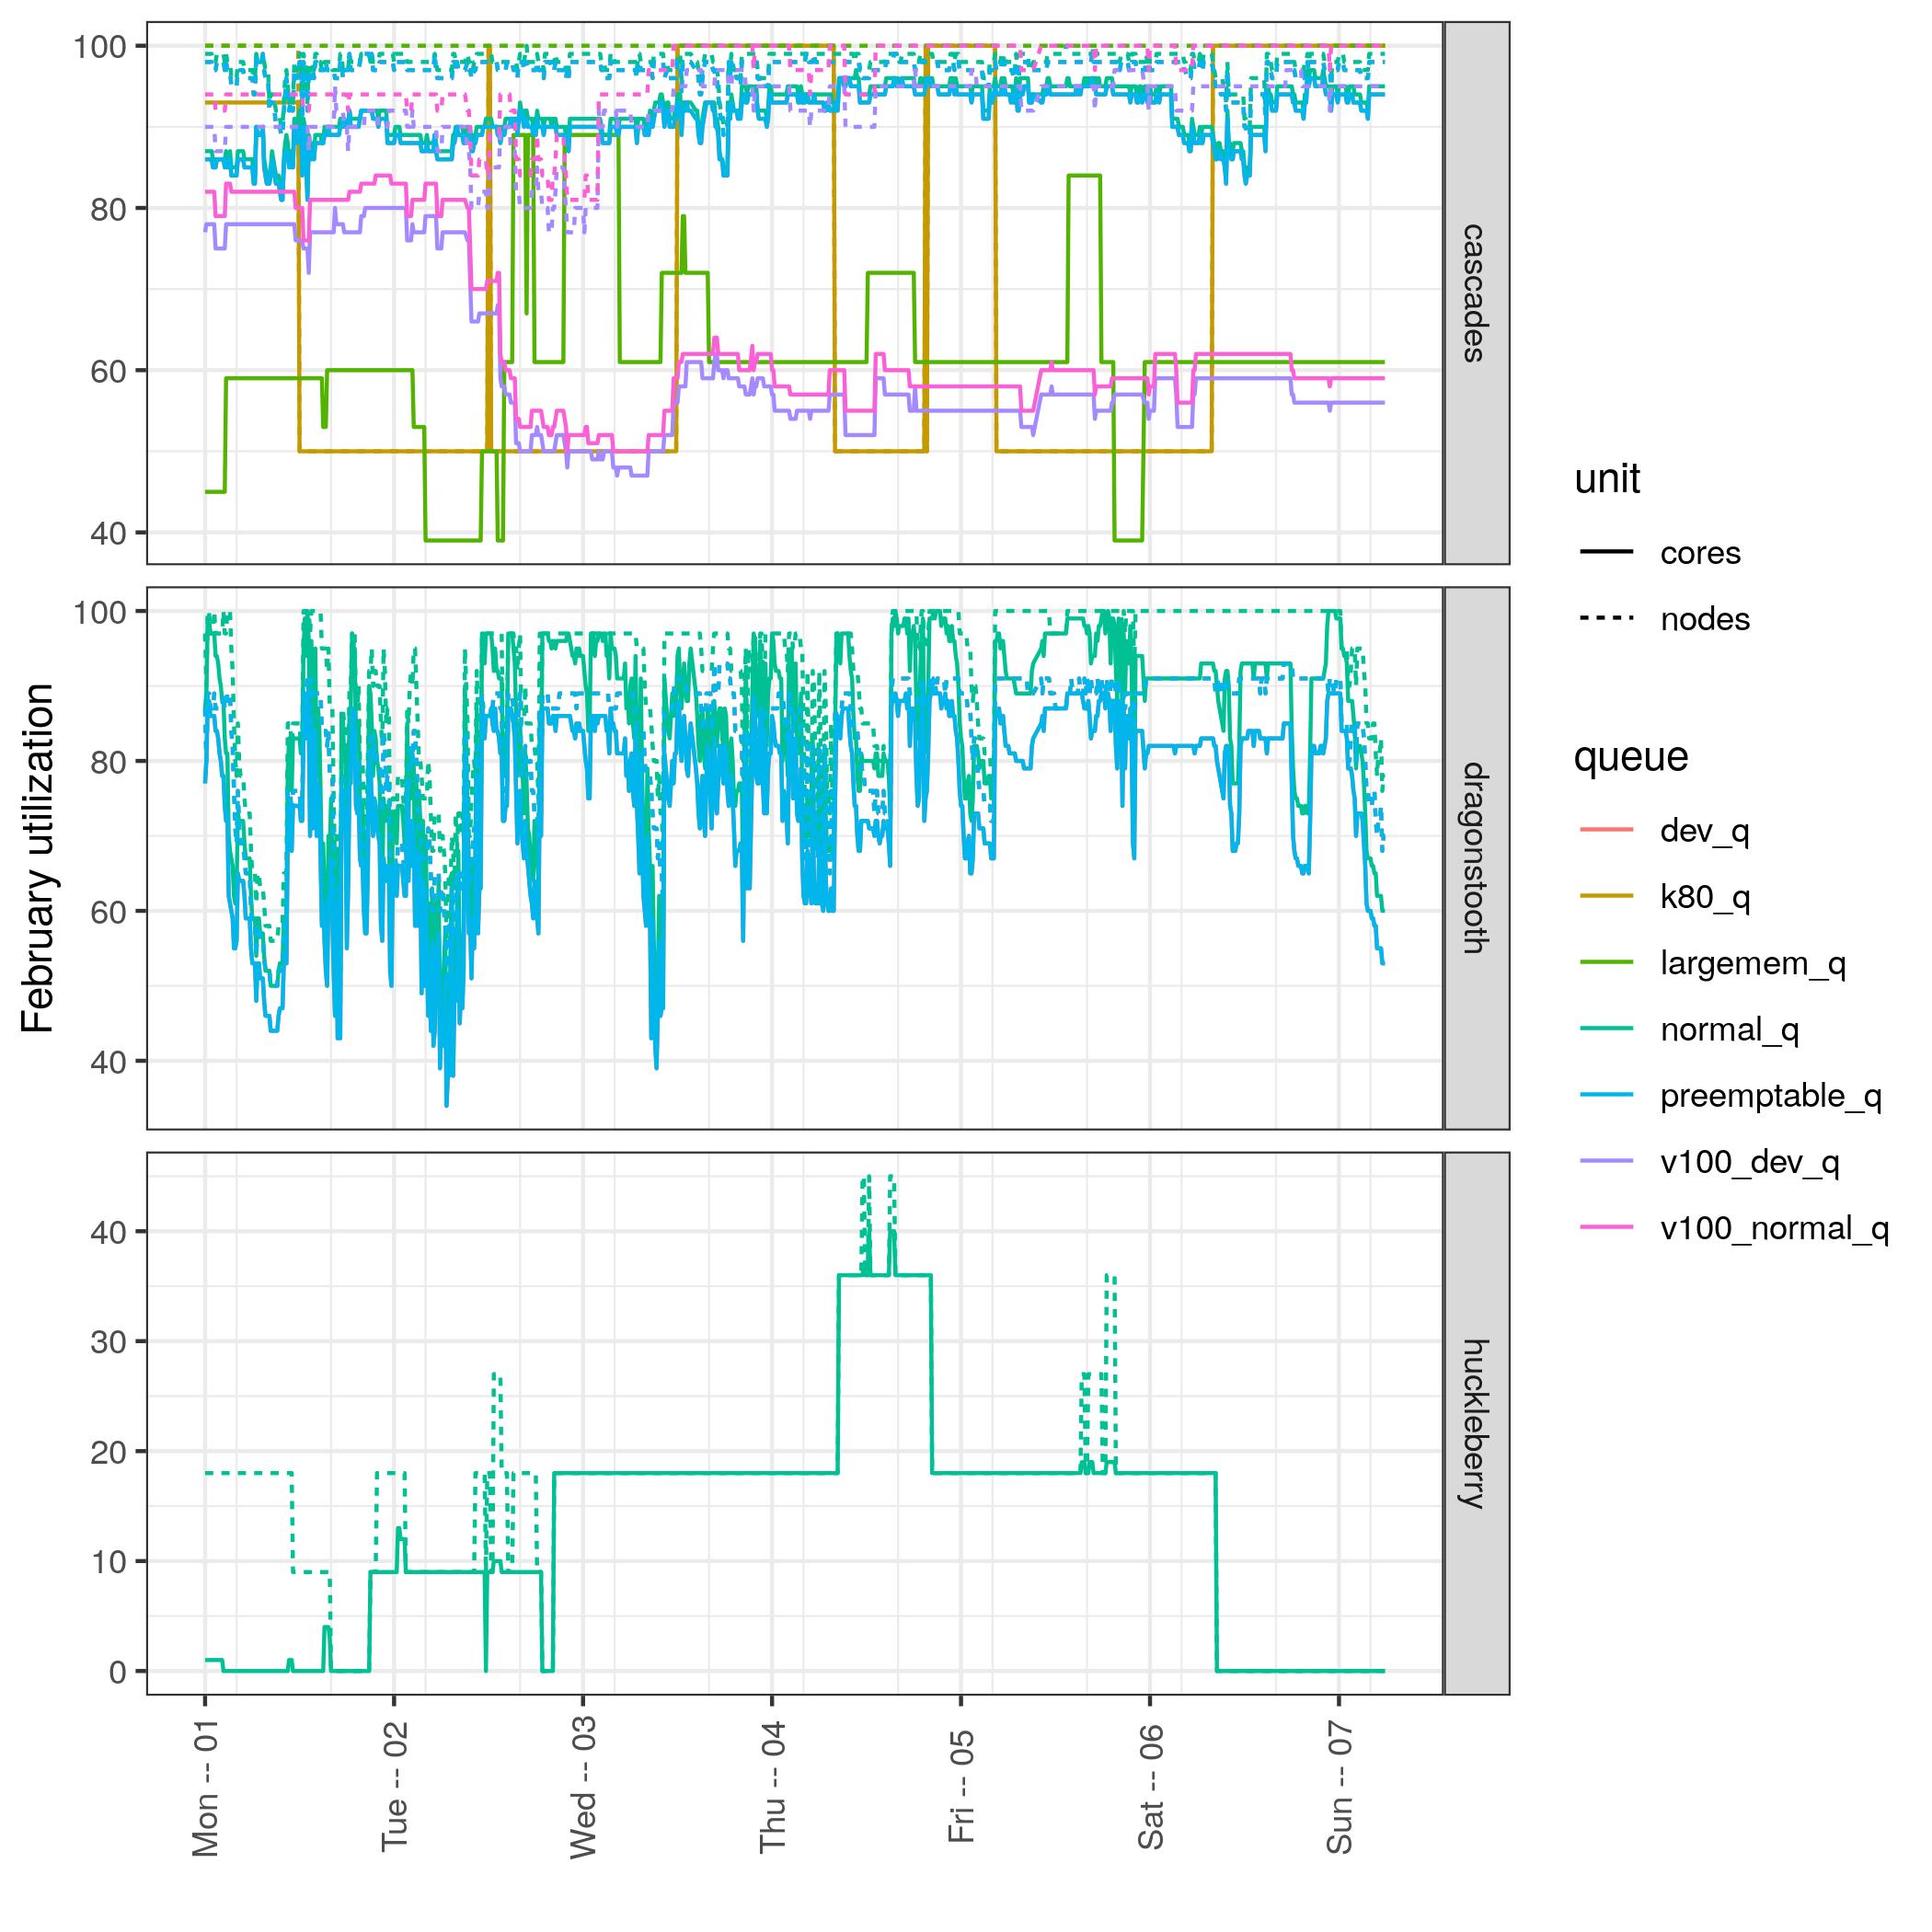 February utilization
100
80
60
40
cascades
100
80
60
40
dragonstooth
40
30
20
10
0
huckleberry
Mon -- 01
Tue -- 02
Wed -- 03
Thu -- 04
Fri -- 05
Sat -- 06
Sun -- 07
unit
cores
nodes
queue
dev_q
k80_q
largemem_q
normal_q
preemptable_q
v100_dev_q
v100_normal_q